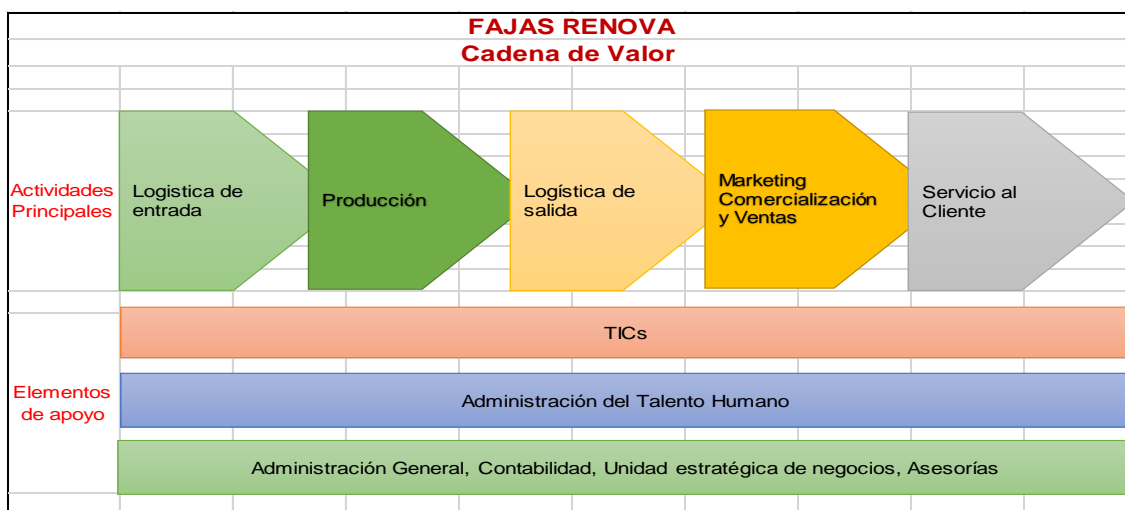 FAJAS RENOVA
Cadena de Valor
Actividades
Principales
Logistica de
entrada
Producción
Logística de
salida
Marketing
Comercialización
y Ventas
Servicio al
Cliente
TICs
Elementos
de apoyo
Administración del Talento Humano
Administración General, Contabilidad, Unidad estratégica de negocios, Asesorías